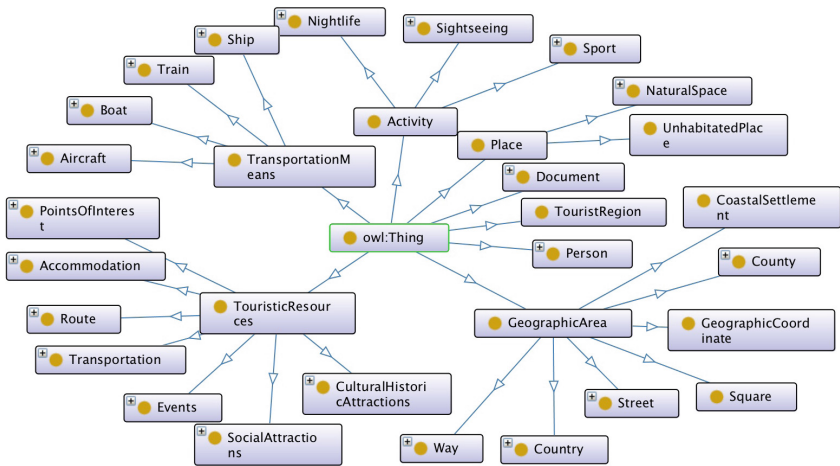 Nightlife
Sightseeing
Ship
Sport
Train
NaturalSpace
Boat
Activity
UnhabitatedPlac
e
Place
Aircraft
TransportationM
eans
Document
CoastalSettleme
nt
PointsOfInteres
t
TouristRegion
owl:Thing
Person
County
Accommodation
TouristicResour
ces
Route
GeographicArea
GeographicCoord
inate
Transportation
CulturalHistori
cAttractions
Square
Events
Street
SocialAttractio
ns
Way
Country